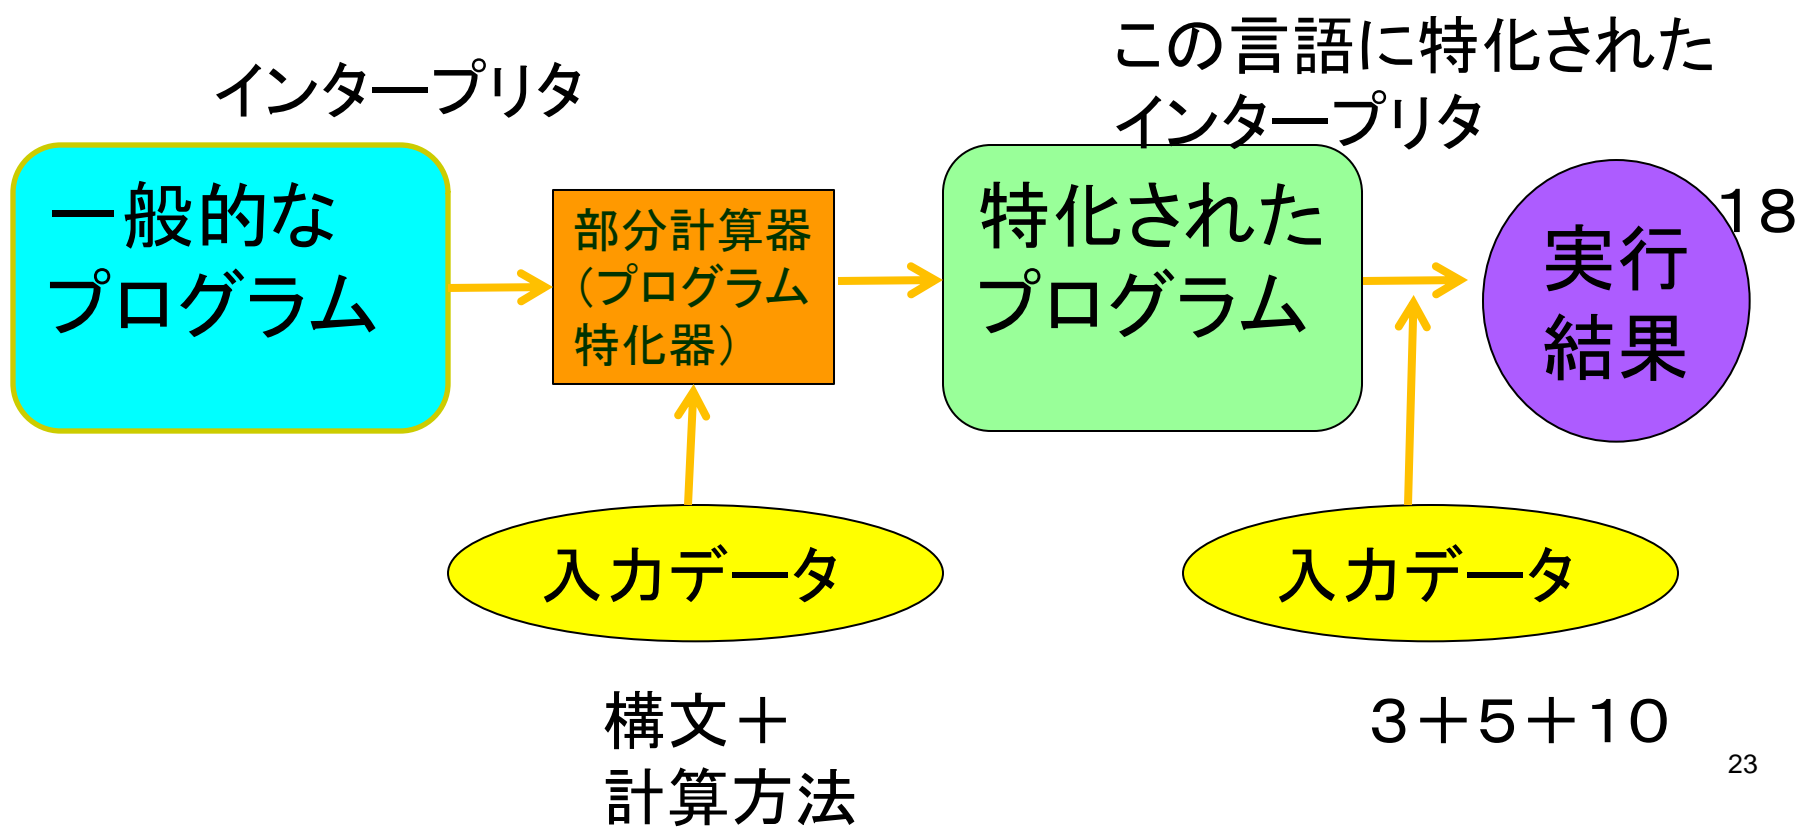 インタープリタ
この言語に特化された
インタープリタ
一般的な
プログラム
部分計算器
（プログラム
特化器）
特化された
プログラム
実行
結果
１８
入力データ
入力データ
構文＋
計算方法
３＋５＋１０
23